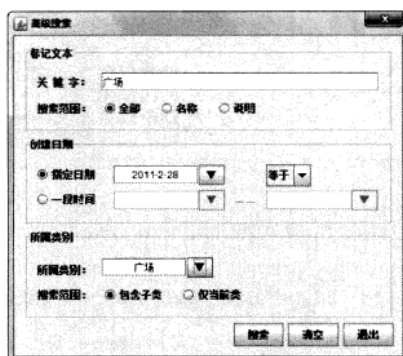 高级搜索
标记文本
关键字： 广场
搜索范围： 全部 名称 说明
创建日期
指定日期 2011-2-28 等于
一段时间 ——
所属类别
所属类别： 广场
搜索范围： 包含子类 仅当前类
搜索 清空 退出